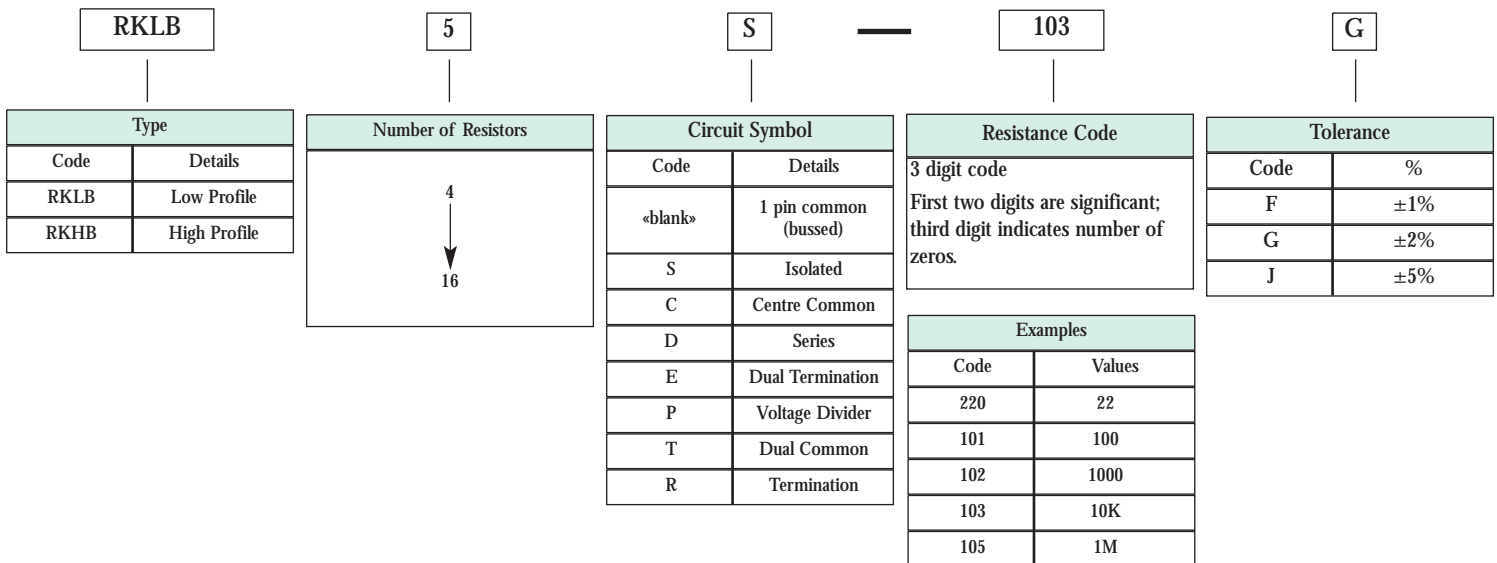 RKLB 5 S — 103 G
Type
Code Details
RKLB Low Profile
RKHB High Profile
Number of Resistors
4
16
Circuit Symbol
Code Details
«blank» 1 pin common
(bussed)
S Isolated
C Centre Common
D Series
E Dual Termination
P Voltage Divider
T Dual Common
R Termination
Resistance Code
3 digit code
First two digits are significant;
third digit indicates number of
zeros.
Examples
Code Values
220 22
101 100
102 1000
103 10K
105 1M
Tolerance
Code %
F ±1%
G ±2%
J ±5%